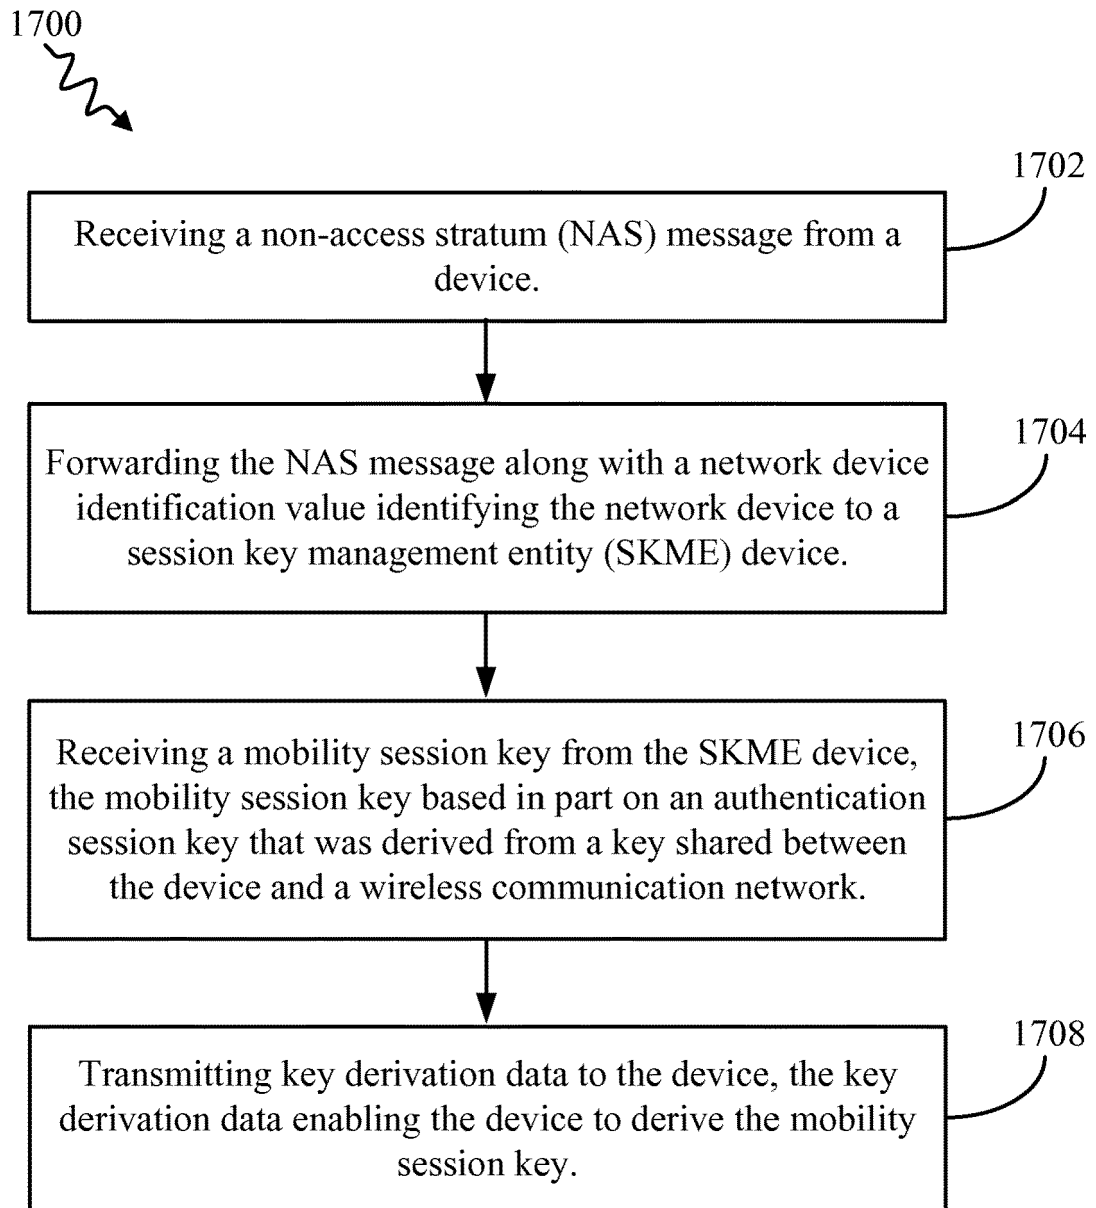 1700
1702
Receiving a non-access stratum (NAS) message from a
device.
1704
Forwarding the NAS message along with a network device
identification value identifying the network device to a
session key management entity (SKME) device.
1706
Receiving a mobility session key from the SKME device,
the mobility session key based in part on an authentication
session key that was derived from a key shared between
the device and a wireless communication network.
1708
Transmitting key derivation data to the device, the key
derivation data enabling the device to derive the mobility
session key.